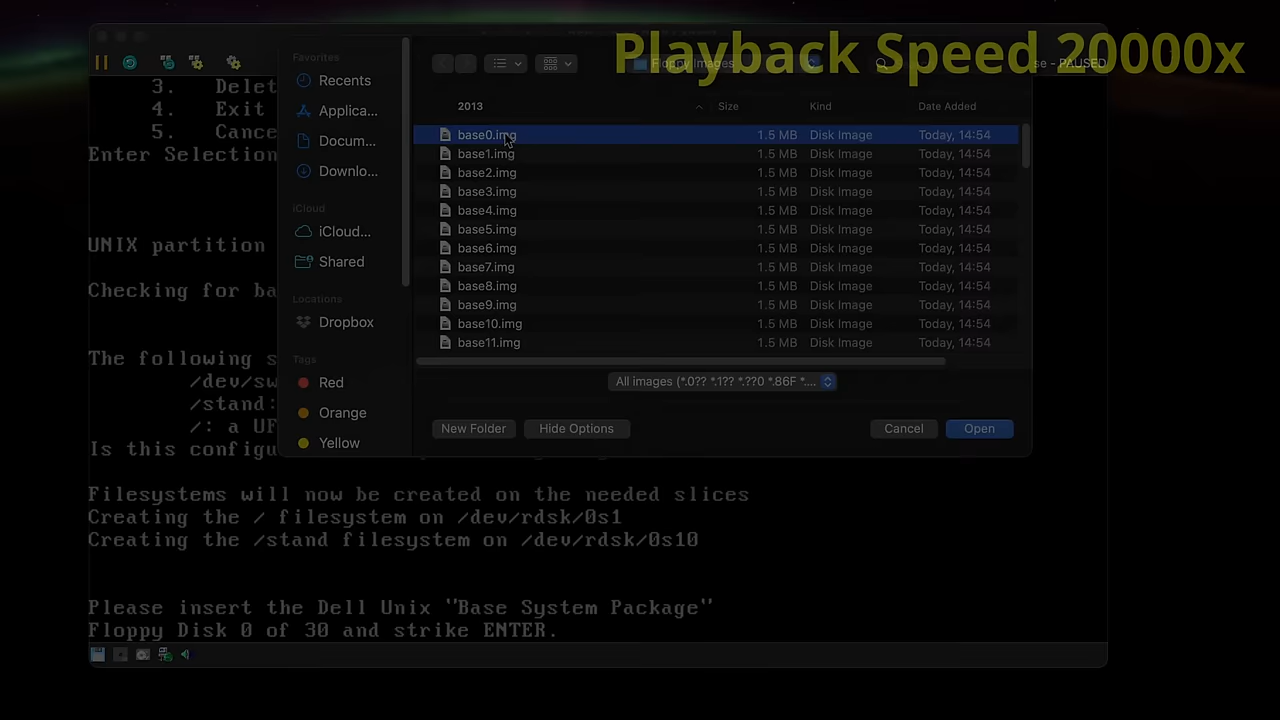 Playback Speed 20000x
se - PAUSED
3. Delet
4. Exit
5. Cance
Enter Selection
UNIX partition
Checking for ba
The following s
/dev/sw
/stand:
/: a UF
Is this configu
Filesystems will now be created on the needed slices
Creating the / filesystem on /dev/rdsk/0s1
Creating the /stand filesystem on /dev/rdsk/0s10
Please insert the Dell Unix "Base System Package"
Floppy Disk 0 of 30 and strike ENTER.
Favorites
Recents
Applica...
Docum...
Downlo...
iCloud
iCloud...
Shared
Locations
Dropbox
Tags
Red
Orange
Yellow
Floppy Images
2013 Size Kind Date Added
base0.img 1.5 MB Disk Image Today, 14:54
base1.img 1.5 MB Disk Image Today, 14:54
base2.img 1.5 MB Disk Image Today, 14:54
base3.img 1.5 MB Disk Image Today, 14:54
base4.img 1.5 MB Disk Image Today, 14:54
base5.img 1.5 MB Disk Image Today, 14:54
base6.img 1.5 MB Disk Image Today, 14:54
base7.img 1.5 MB Disk Image Today, 14:54
base8.img 1.5 MB Disk Image Today, 14:54
base9.img 1.5 MB Disk Image Today, 14:54
base10.img 1.5 MB Disk Image Today, 14:54
base11.img 1.5 MB Disk Image Today, 14:54
All images (*.0?? *.1?? *.??0 *.86F *....
New Folder Hide Options Cancel Open